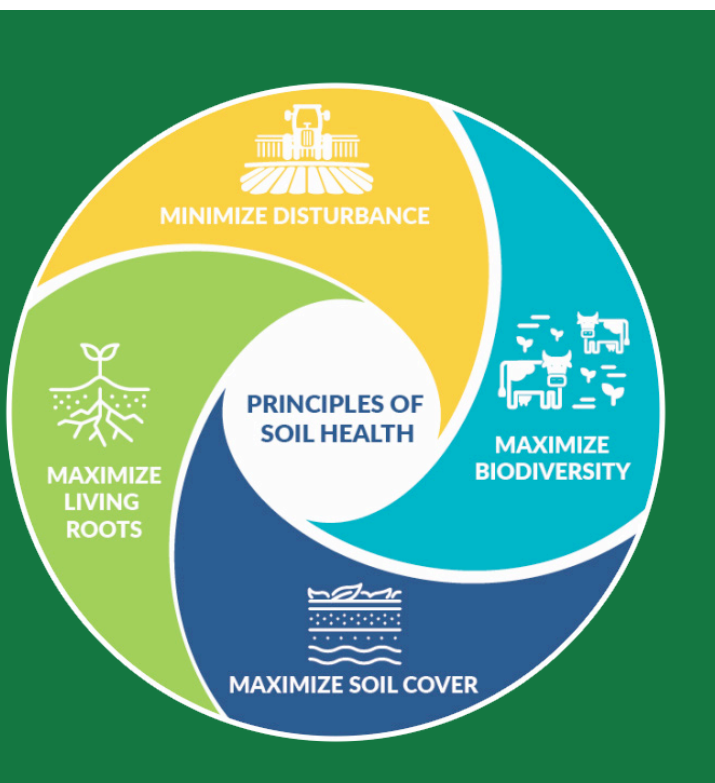 MINIMIZE DISTURBANCE
PRINCIPLES OF
SOIL HEALTH
MAXIMIZE
BIODIVERSITY
MAXIMIZE
LIVING
ROOTS
MAXIMIZE SOIL COVER